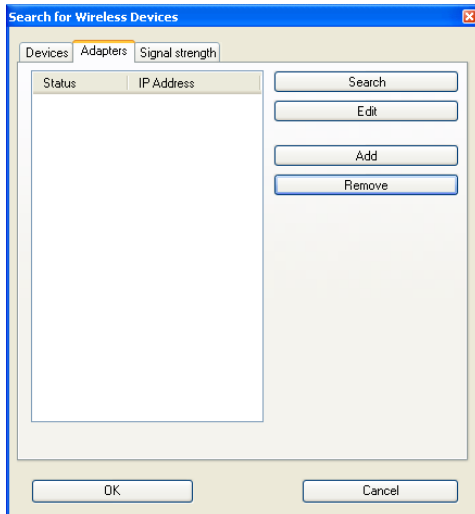 Search for Wireless Devices
Devices Adapters Signal strength
Status IP Address
Search
Edit
Add
Remove
OK Cancel